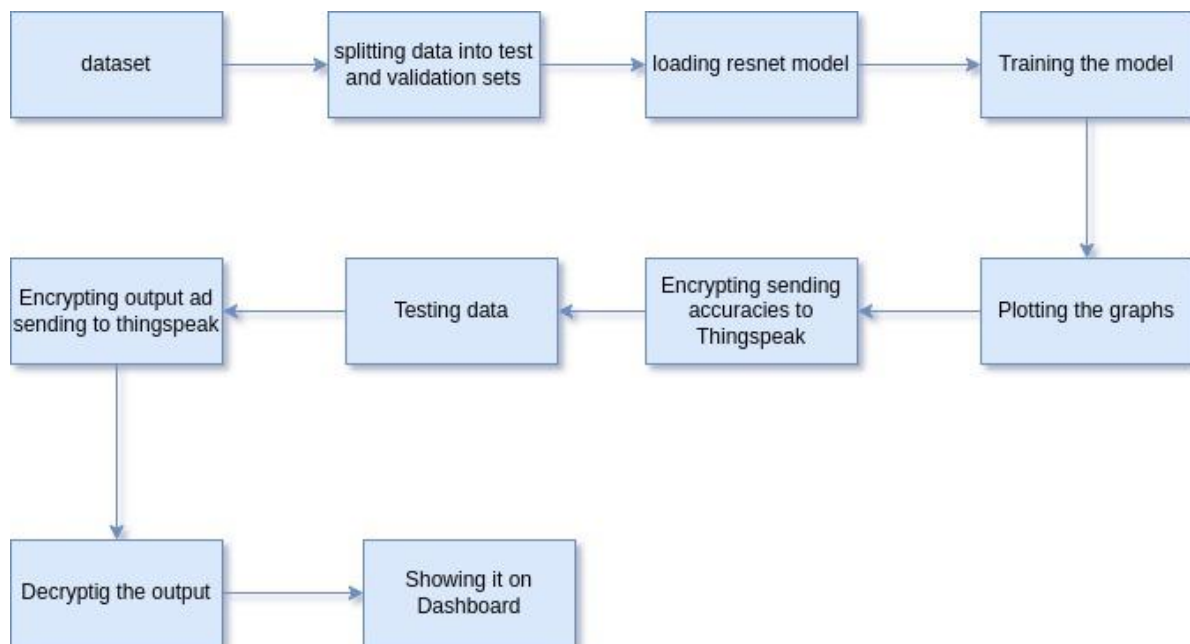 dataset
splitting data into test
and validation sets
loading resnet model
Training the model
Plotting the graphs
Encrypting sending
accuracies to
Thingspeak
Testing data
Encrypting output ad
sending to thingspeak
Decryptig the output
Showing it on
Dashboard